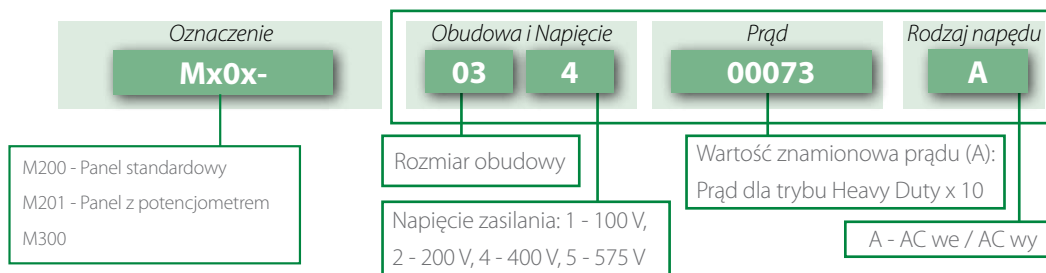 Oznaczenie
Obudowa i Napięcie
Prąd
Rodzaj napędu
Mx0x-
03
4
00073
A
M200 - Panel standardowy
M201 - Panel z potencjometrem
M300
Rozmiar obudowy
Napięcie zasilania: 1 - 100 V,
2 - 200 V, 4 - 400 V, 5 - 575 V
Wartość znamionowa prądu (A):
Prąd dla trybu Heavy Duty x 10
A - AC we / AC wy